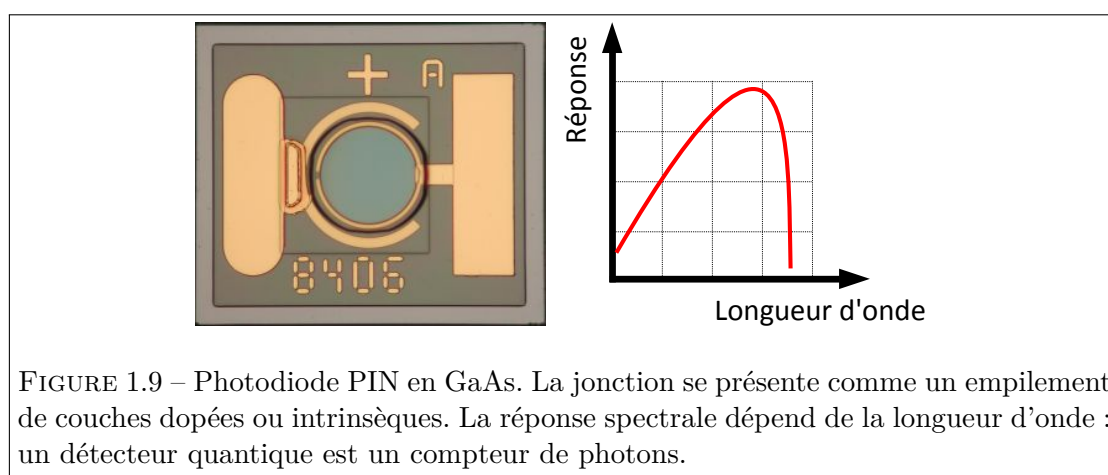 + A
8406
Réponse
Longueur d'onde
FIGURE 1.9 – Photodiode PIN en GaAs. La jonction se présente comme un empilement
de couches dopées ou intrinsèques. La réponse spectrale dépend de la longueur d'onde :
un détecteur quantique est un compteur de photons.